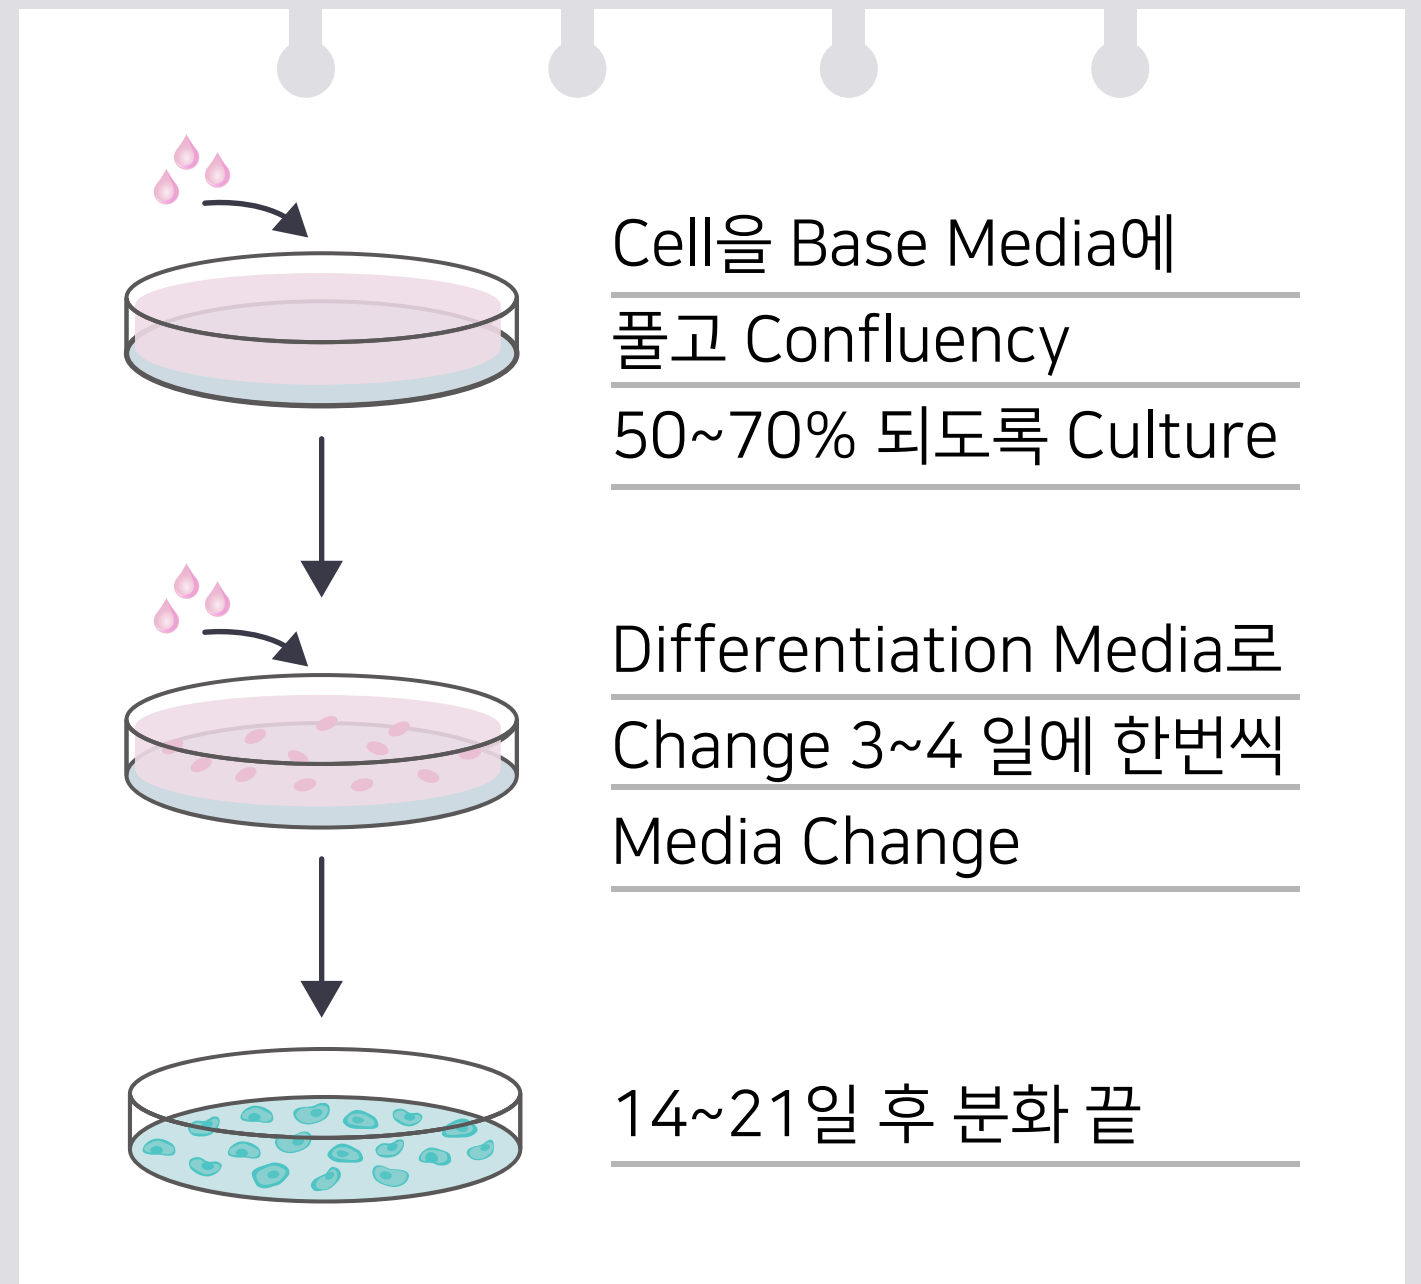 Cell을 Base Media에
풀고 Confluency
50~70% 되도록 Culture
Differentiation Media로
Change 3~4 일에 한번씩
Media Change
14~21일 후 분화 끝